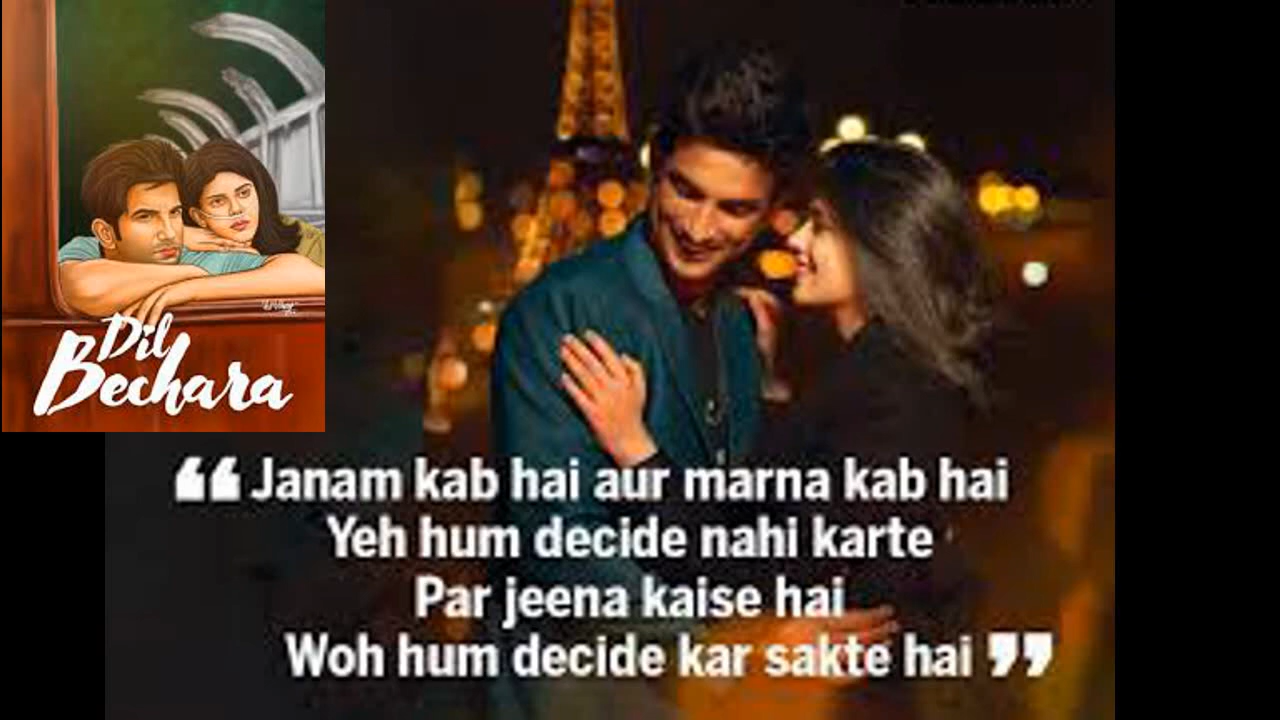 Dil
Bechara
❝ Janam kab hai aur marna kab hai
Yeh hum decide nahi karte
Par jeena kaise hai
Woh hum decide kar sakte hai ❞